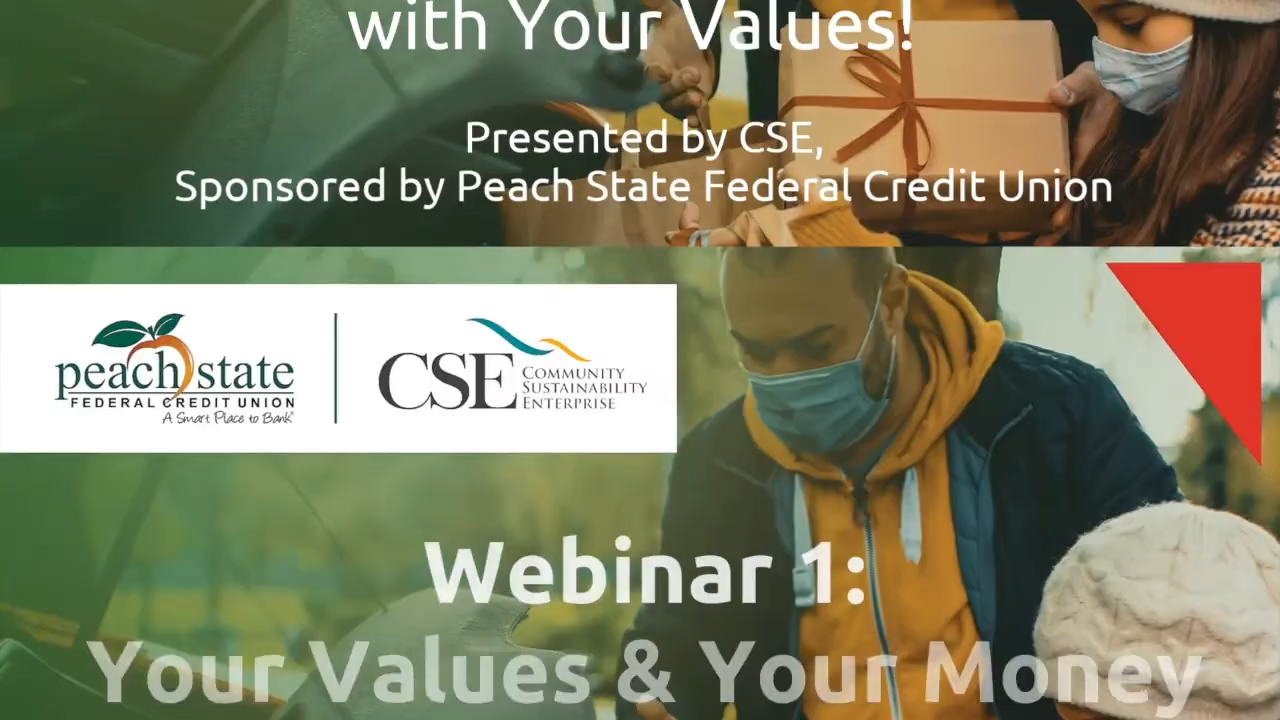 with Your Values!
Presented by CSE,
Sponsored by Peach State Federal Credit Union
peach state
FEDERAL CREDIT UNION
A Smart Place to Bank
CSE
COMMUNITY
SUSTAINABILITY
ENTERPRISE
Webinar 1:
Your Values & Your Money